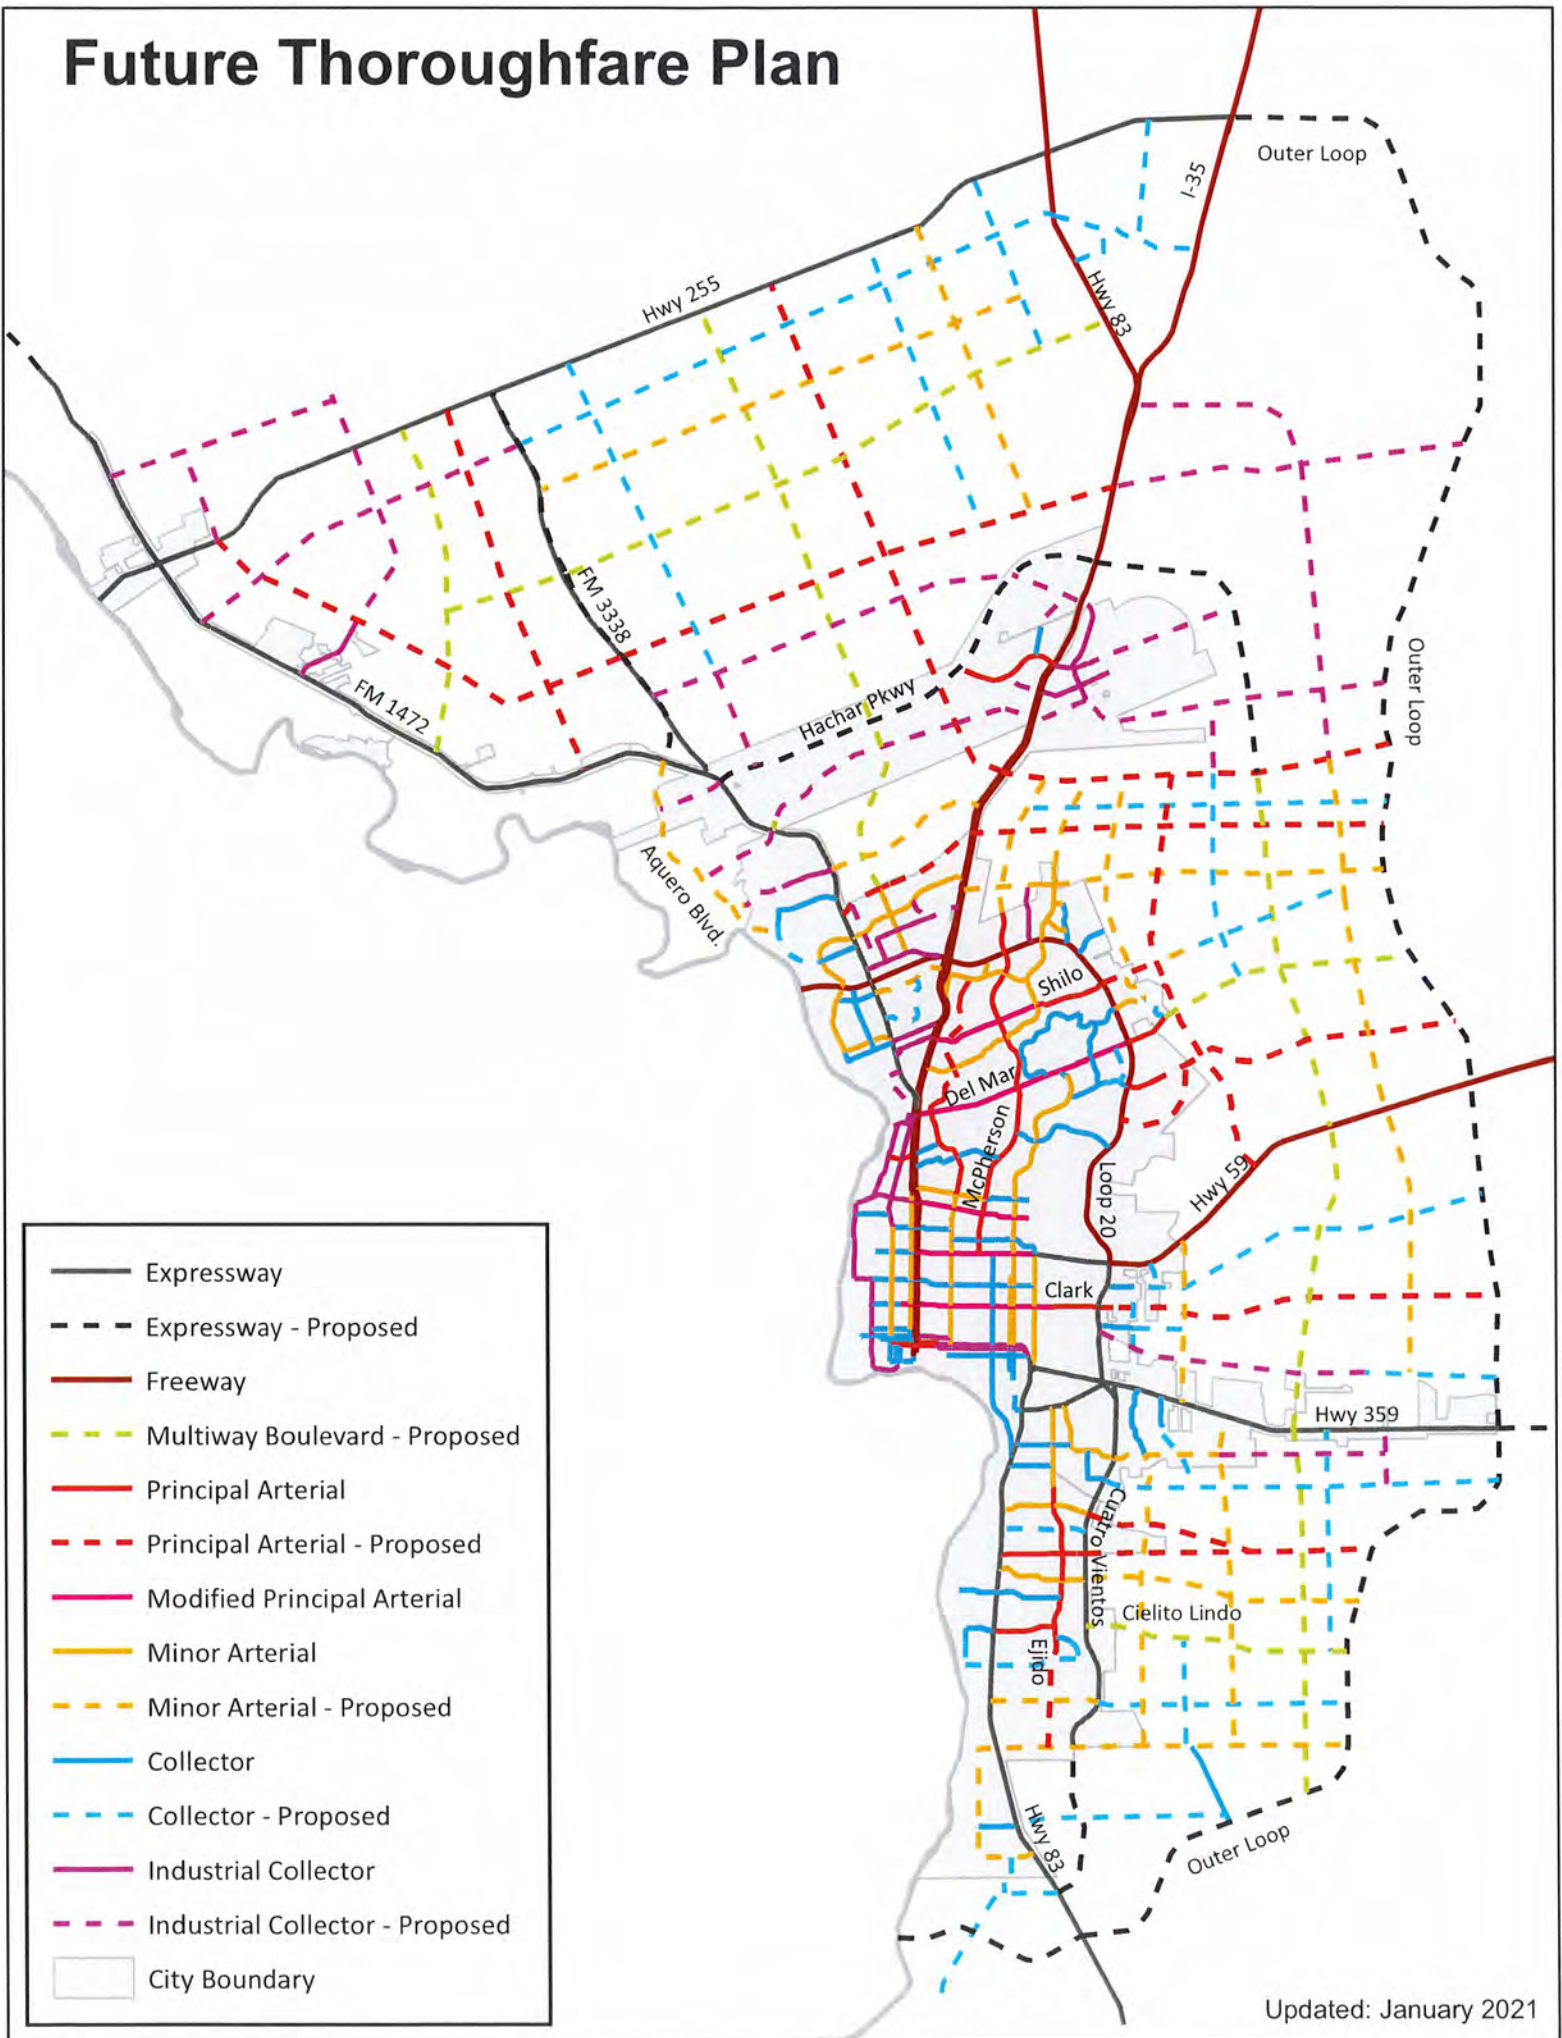 Future Thoroughfare Plan
Outer Loop
I-35
Hwy 255
Hwy 83
FM 3338
Outer Loop
FM 1472
Hachar Pkwy
Aquero Blvd.
Shilo
Del Mar
McPherson
Loop 20
Hwy 59
Clark
Hwy 359
Cuatro Vientos
Cielito Lindo
Ejido
Hwy 83
Outer Loop
Expressway
Expressway - Proposed
Freeway
Multiway Boulevard - Proposed
Principal Arterial
Principal Arterial - Proposed
Modified Principal Arterial
Minor Arterial
Minor Arterial - Proposed
Collector
Collector - Proposed
Industrial Collector
Industrial Collector - Proposed
City Boundary
Updated: January 2021